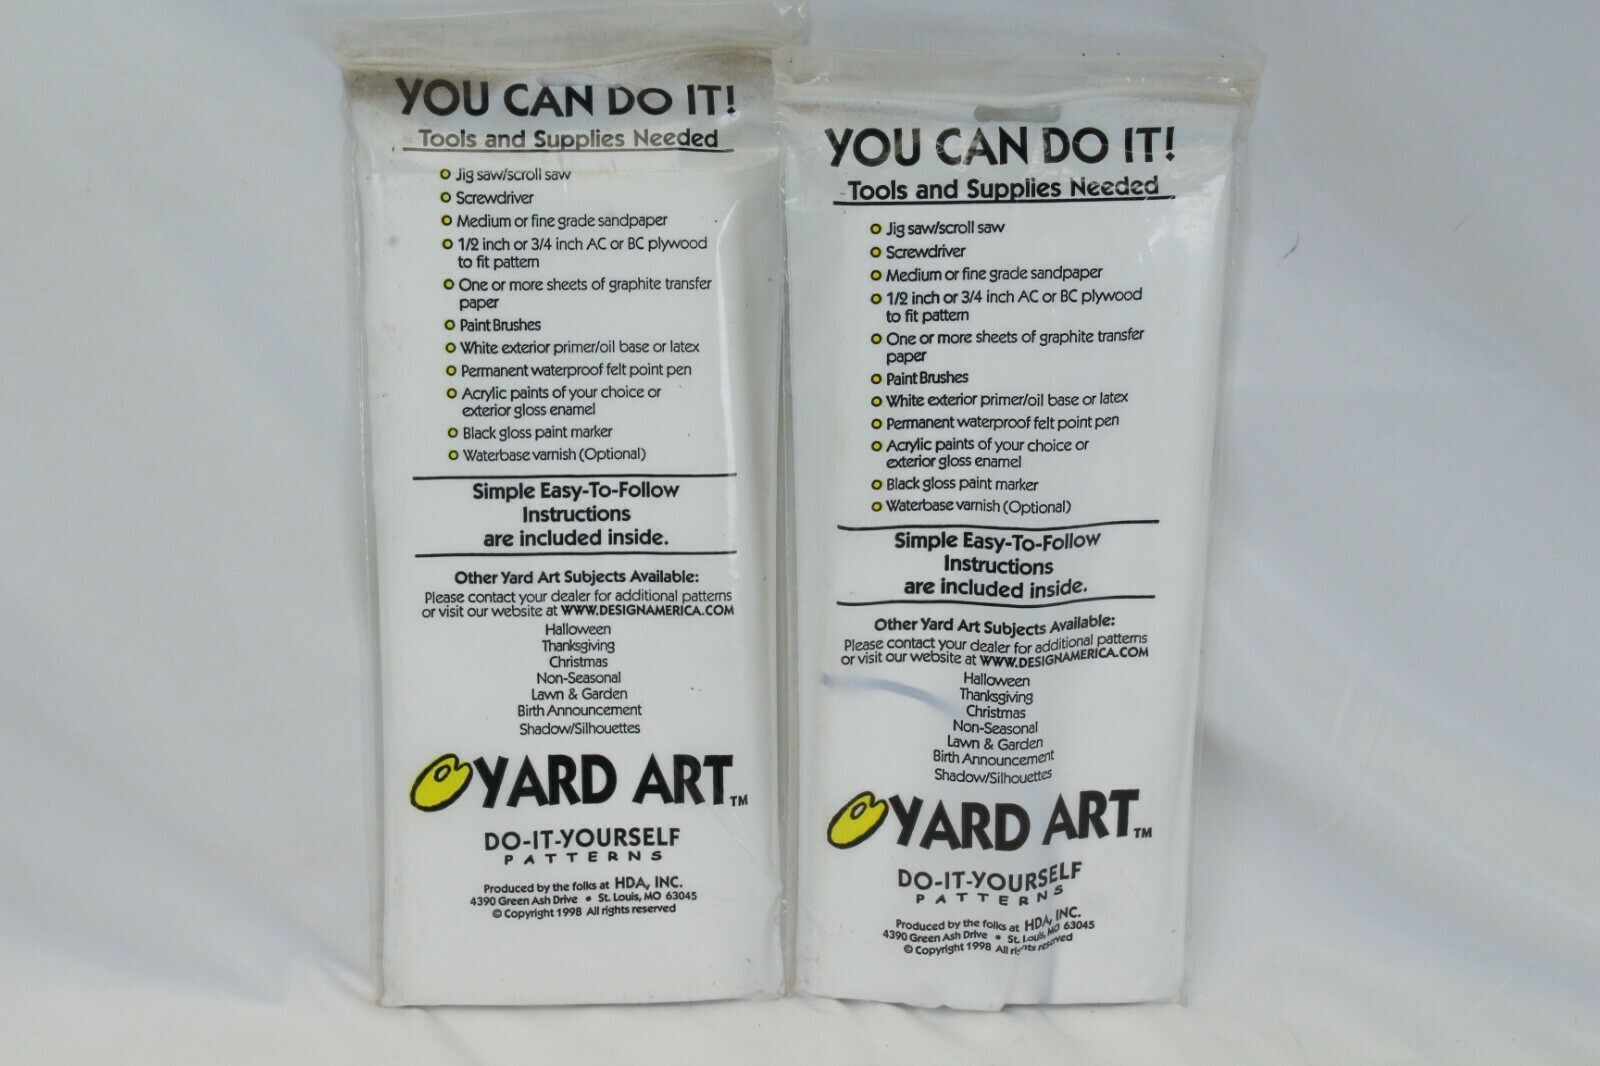 YOU CAN DO IT!
Tools and Supplies Needed
Jig saw/scroll saw
Screwdriver
Medium or fine grade sandpaper
1/2 inch or 3/4 inch AC or BC plywood
to fit pattern
One or more sheets of graphite transfer
paper
Paint Brushes
White exterior primer/oil base or latex
Permanent waterproof felt point pen
Acrylic paints of your choice or
exterior gloss enamel
Black gloss paint marker
Waterbase varnish (Optional)
Simple Easy-To-Follow
Instructions
are included inside.
Other Yard Art Subjects Available:
Please contact your dealer for additional patterns
or visit our website at WWW.DESIGNAMERICA.COM
Halloween
Thanksgiving
Christmas
Non-Seasonal
Lawn & Garden
Birth Announcement
Shadow/Silhouettes
YARD ART™
DO-IT-YOURSELF
PATTERNS
Produced by the folks at HDA, INC.
4390 Green Ash Drive • St. Louis, MO 63045
© Copyright 1998 All rights reserved
YOU CAN DO IT!
Tools and Supplies Needed
Jig saw/scroll saw
Screwdriver
Medium or fine grade sandpaper
1/2 inch or 3/4 inch AC or BC plywood
to fit pattern
One or more sheets of graphite transfer
paper
Paint Brushes
White exterior primer/oil base or latex
Permanent waterproof felt point pen
Acrylic paints of your choice or
exterior gloss enamel
Black gloss paint marker
Waterbase varnish (Optional)
Simple Easy-To-Follow
Instructions
are included inside.
Other Yard Art Subjects Available:
Please contact your dealer for additional patterns
or visit our website at WWW.DESIGNAMERICA.COM
Halloween
Thanksgiving
Christmas
Non-Seasonal
Lawn & Garden
Birth Announcement
Shadow/Silhouettes
YARD ART™
DO-IT-YOURSELF
PATTERNS
Produced by the folks at HDA, INC.
4390 Green Ash Drive • St. Louis, MO 63045
© Copyright 1998 All rights reserved